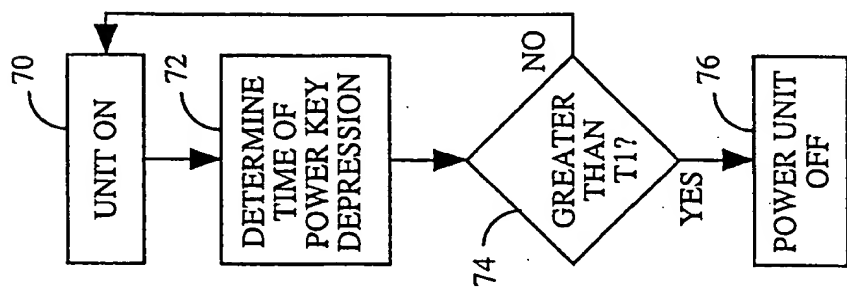 70
UNIT ON
72
DETERMINE
TIME OF
POWER KEY
DEPRESSION
74
GREATER
THAN
T1?
NO
YES
76
POWER UNIT
OFF